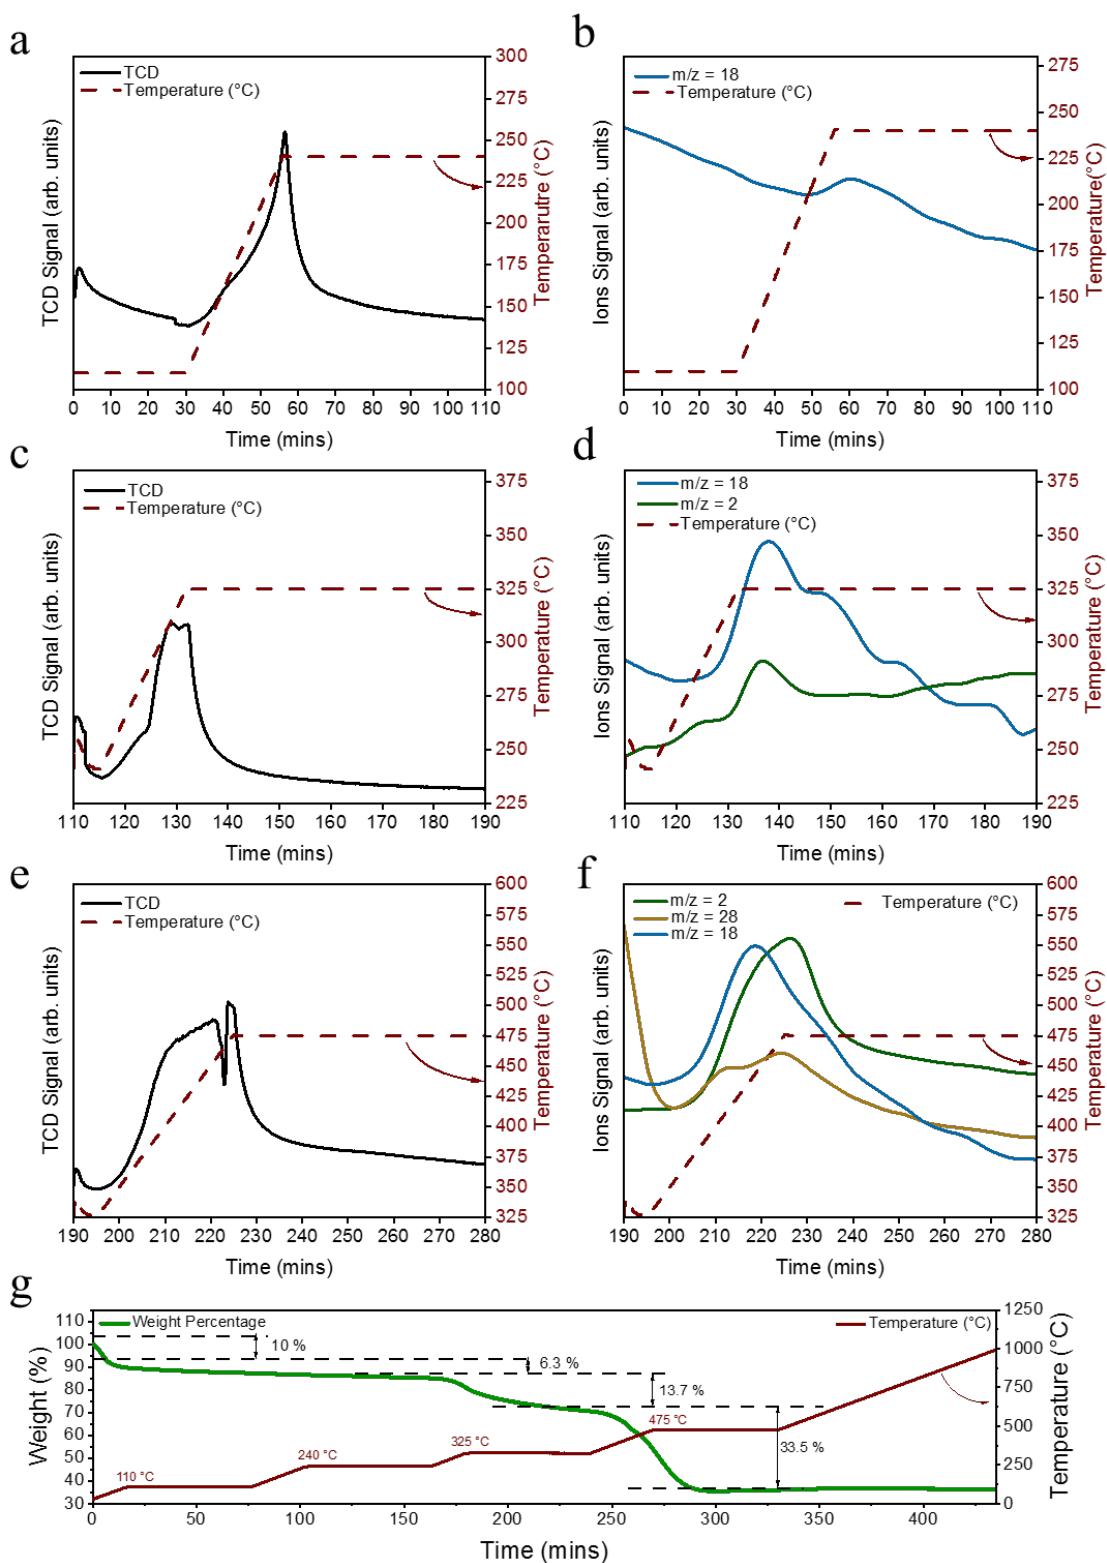 a
TCD
Temperature (°C)
TCD Signal (arb. units)
300
275
250
225
200
175
150
125
100
Temperarutre (°C)
0 10 20 30 40 50 60 70 80 90 100 110
Time (mins)
b
m/z = 18
Temperature (°C)
Ions Signal (arb. units)
275
250
225
200
175
150
125
100
Temperature(°C)
0 10 20 30 40 50 60 70 80 90 100 110
Time (mins)
c
TCD
Temperature (°C)
TCD Signal (arb. units)
375
350
325
300
275
250
225
Temperature (°C)
110 120 130 140 150 160 170 180 190
Time (mins)
d
m/z = 18
m/z = 2
Temperature (°C)
Ions Signal (arb. units)
375
350
325
300
275
250
225
Temperature (°C)
110 120 130 140 150 160 170 180 190
Time (mins)
e
TCD
Temperature (°C)
TCD Signal (arb. units)
600
575
550
525
500
475
450
425
400
375
350
325
Temperature (°C)
190 200 210 220 230 240 250 260 270 280
Time (mins)
f
m/z = 2
m/z = 28
m/z = 18
Temperature (°C)
Ions Signal (arb. units)
600
575
550
525
500
475
450
425
400
375
350
325
Temperature (°C)
190 200 210 220 230 240 250 260 270 280
Time (mins)
g
Weight Percentage
Temperature (°C)
Weight (%)
110
100
90
80
70
60
50
40
30
10 %
6.3 %
13.7 %
33.5 %
110 °C
240 °C
325 °C
475 °C
1250
1000
750
500
250
0
Temperature (°C)
0 50 100 150 200 250 300 350 400
Time (mins)